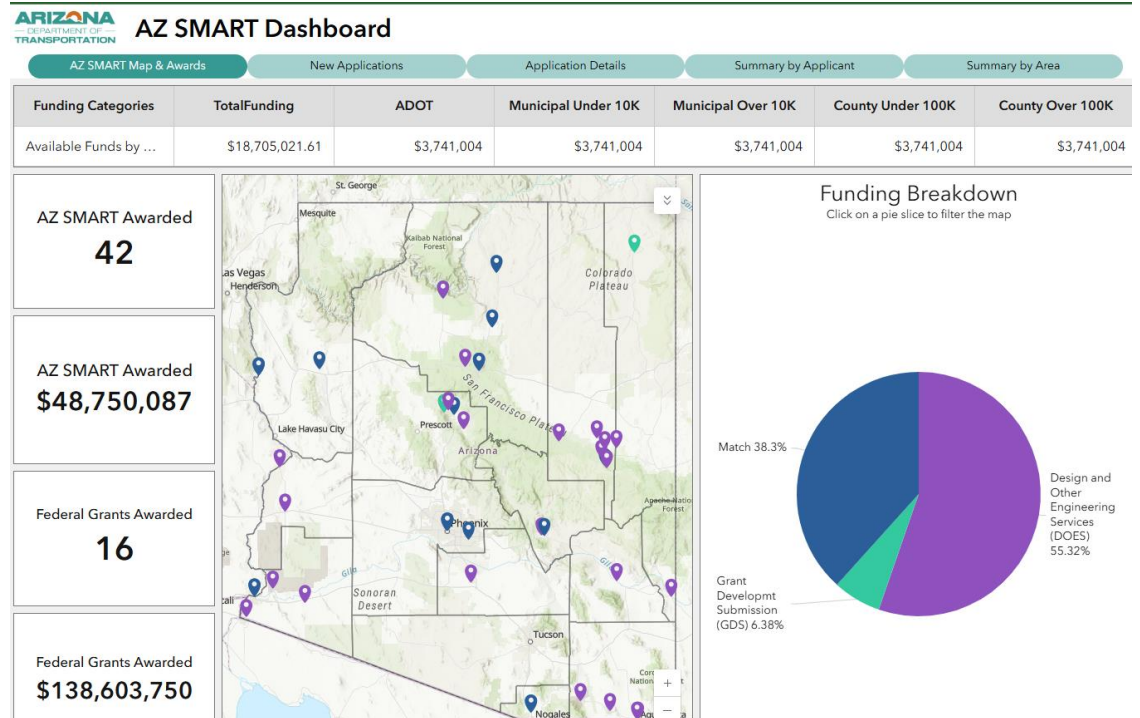 ARIZONA
DEPARTMENT OF
TRANSPORTATION
AZ SMART Dashboard
AZ SMART Map & Awards
New Applications
Application Details
Summary by Applicant
Summary by Area
Funding Categories
TotalFunding
ADOT
Municipal Under 10K
Municipal Over 10K
County Under 100K
County Over 100K
Available Funds by ...
$18,705,021.61
$3,741,004
$3,741,004
$3,741,004
$3,741,004
$3,741,004
AZ SMART Awarded
42
AZ SMART Awarded
$48,750,087
Federal Grants Awarded
16
Federal Grants Awarded
$138,603,750
St. George
Mesquite
Kaibab National
Forest
as Vegas
Henderson
Colorado
Plateau
San Francisco Plate
Prescott
Lake Havasu City
Arizona
Phoenix
Apache Natio
Forest
Gila
Gil
Sonoran
Desert
Tucson
Nogales
Funding Breakdown
Click on a pie slice to filter the map
Match 38.3%
Design and
Other
Engineering
Services
(DOES)
55.32%
Grant
Developmt
Submission
(GDS) 6.38%